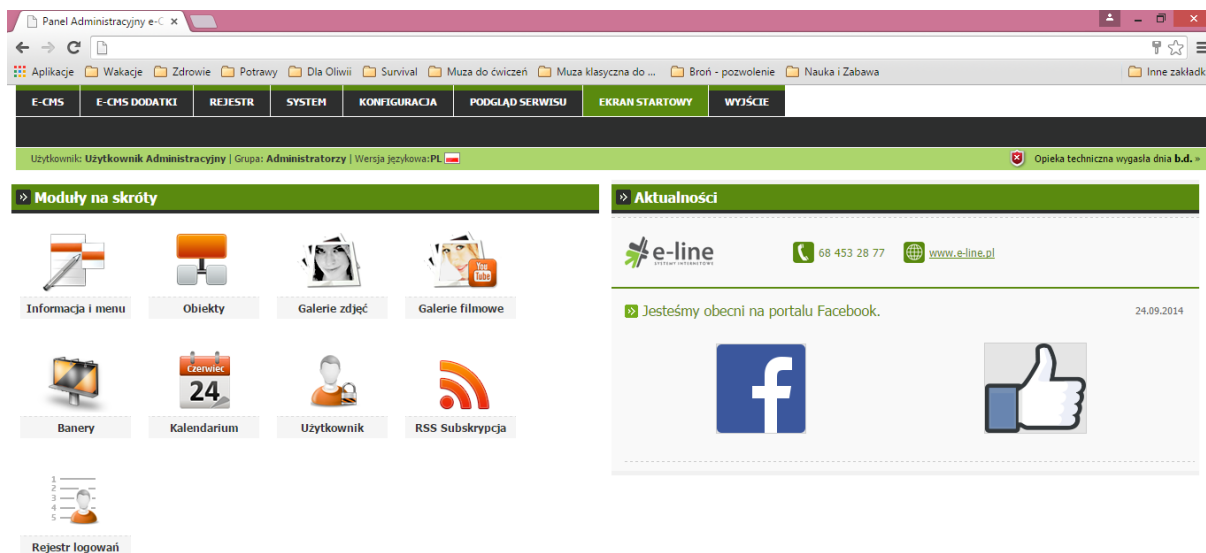 Panel Administracyjny e-C
Aplikacje Wakacje Zdrowie Potrawy Dla Oliwii Survival Muza do ćwiczeń Muza klasyczna do ... Broń - pozwolenie Nauka i Zabawa Inne zakładk
E-CMS E-CMS DODATKI REJESTR SYSTEM KONFIGURACJA PODGLĄD SERWISU EKRAN STARTOWY WYJŚCIE
Użytkownik: Użytkownik Administracyjny | Grupa: Administratorzy | Wersja językowa:PL
Opieka techniczna wygasła dnia b.d. »
Moduły na skróty
Informacja i menu
Obiekty
Galerie zdjęć
You Tube
Galerie filmowe
Banery
Czerwiec
24
Kalendarium
Użytkownik
RSS Subskrypcja
1
2
3
4
5
Rejestr logowań
Aktualności
e-line
SYSTEMY INTERNETOWE
68 453 28 77
www.e-line.pl
Jesteśmy obecni na portalu Facebook.
24.09.2014
f